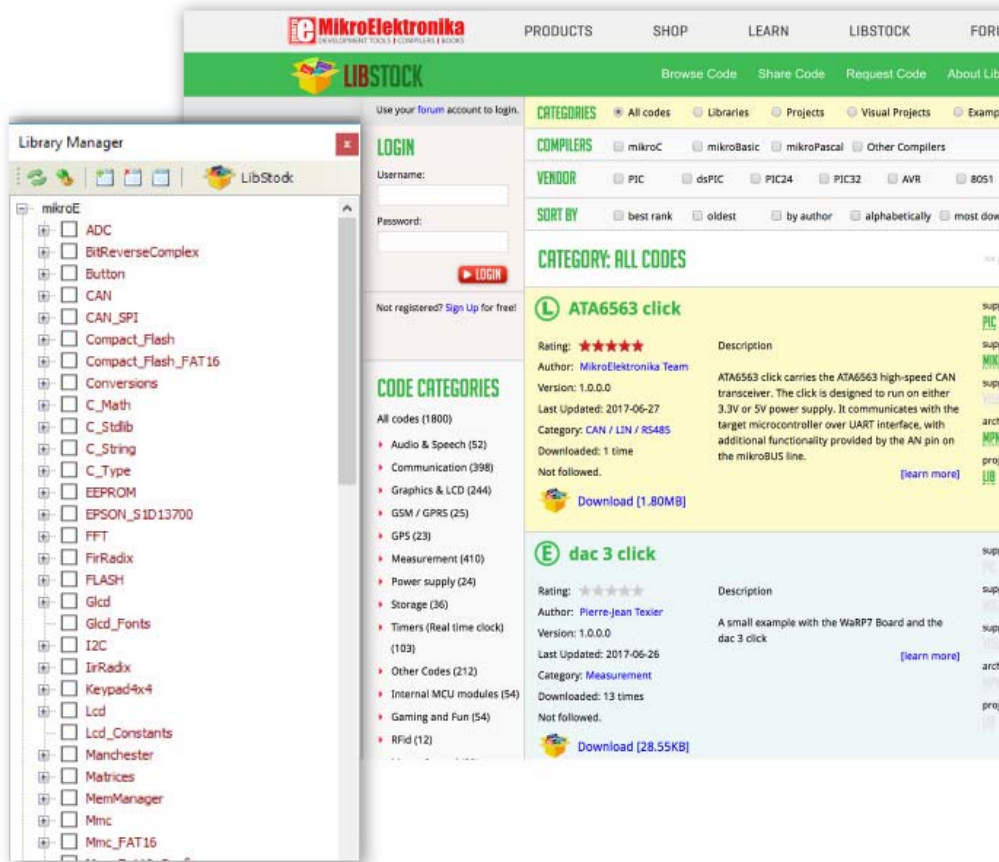 MikroElektronika
DEVELOPMENT TOOLS | COMPILERS | BOOKS
PRODUCTS SHOP LEARN LIBSTOCK
LIBSTOCK
Browse Code Share Code Request Code About
Library Manager
LibStock
mikroE
ADC
BitReverseComplex
Button
CAN
CAN_SPI
Compact_Flash
Compact_Flash_FAT16
Conversions
C_Math
C_Stdlib
C_String
C_Type
EEPROM
EPSON_S1D13700
FFT
FirRadix
FLASH
Glcd
Glcd_Fonts
I2C
IirRadix
Keypad4x4
Lcd
Lcd_Constants
Manchester
Matrices
MemManager
Mmc
Mmc_FAT16
Use your forum account to login.
LOGIN
Username:
Password:
LOGIN
Not registered? Sign Up for free!
CODE CATEGORIES
All codes (1800)
Audio & Speech (52)
Communication (398)
Graphics & LCD (244)
GSM / GPRS (25)
GPS (23)
Measurement (410)
Power supply (24)
Storage (36)
Timers (Real time clock)
(103)
Other Codes (212)
Internal MCU modules (54)
Gaming and Fun (54)
RFid (12)
CATEGORIES All codes Libraries Projects Visual Projects
COMPILERS mikroC mikroBasic mikroPascal Other Compilers
VENDOR PIC dsPIC PIC24 PIC32 AVR 8051
SORT BY best rank oldest by author alphabetically most
CATEGORY: ALL CODES
L ATA6563 click
Rating:
Author: MikroElektronika Team
Version: 1.0.0.0
Last Updated: 2017-06-27
Category: CAN / LIN / RS485
Downloaded: 1 time
Not followed.
Download [1.80MB]
Description
ATA6563 click carries the ATA6563 high-speed CAN
transceiver. The click is designed to run on either
3.3V or 5V power supply. It communicates with the
target microcontroller over UART interface, with
additional functionality provided by the AN pin on
the mikroBUS line.
[learn more]
PIC
LIB
E dac 3 click
Rating:
Author: Pierre-Jean Texier
Version: 1.0.0.0
Last Updated: 2017-06-26
Category: Measurement
Downloaded: 13 times
Not followed.
Download [28.55KB]
Description
A small example with the WaRP7 Board and the
dac 3 click
[learn more]